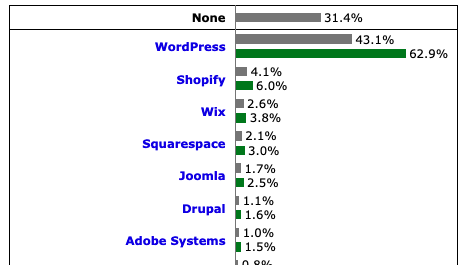 None 31.4%
WordPress 43.1%
62.9%
Shopify 4.1%
6.0%
Wix 2.6%
3.8%
Squarespace 2.1%
3.0%
Joomla 1.7%
2.5%
Drupal 1.1%
1.6%
Adobe Systems 1.0%
1.5%
0.8%